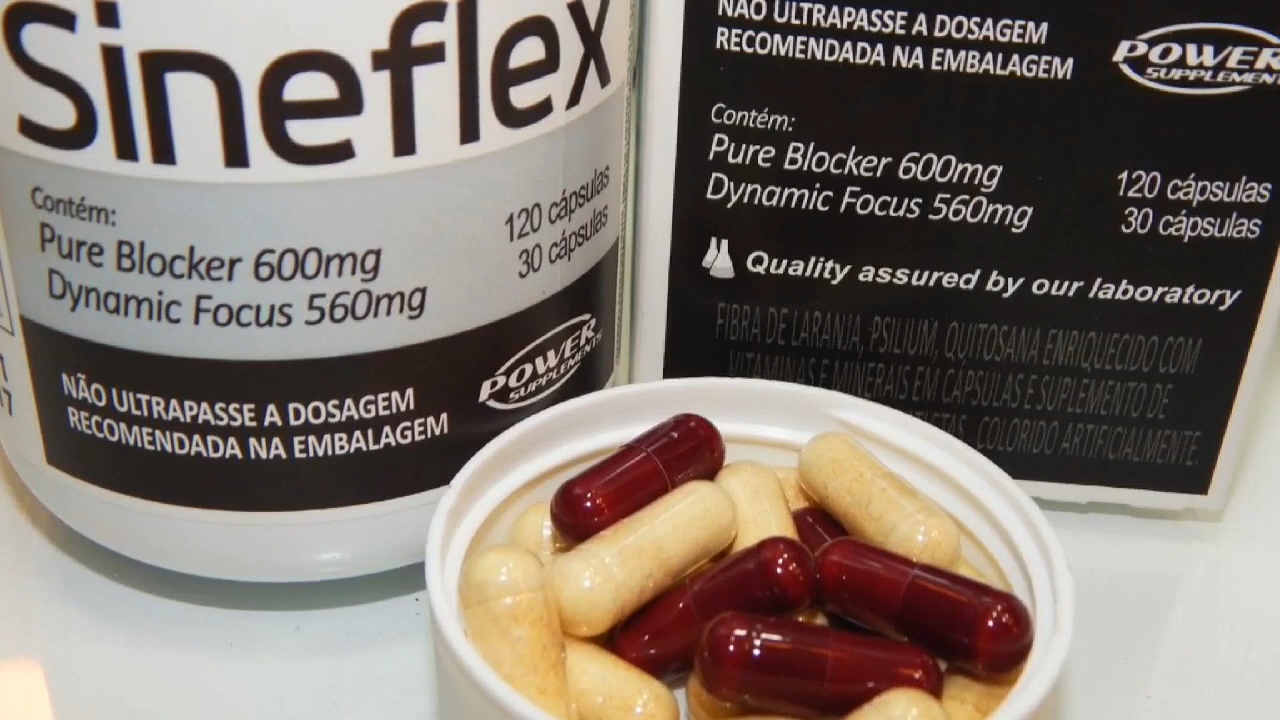 Sineflex
Contém:
Pure Blocker 600mg 120 cápsulas
Dynamic Focus 560mg 30 cápsulas
NÃO ULTRAPASSE A DOSAGEM
RECOMENDADA NA EMBALAGEM
POWER
SUPPLEMENTS
NÃO ULTRAPASSE A DOSAGEM
RECOMENDADA NA EMBALAGEM
POWER
SUPPLEMENT
Contém:
Pure Blocker 600mg 120 cápsulas
Dynamic Focus 560mg 30 cápsulas
Quality assured by our laboratory
FIBRA DE LARANJA, PSILIUM, QUITOSANA ENRIQUECIDO COM
VITAMINAS E MINERAIS EM CÁPSULAS E SUPLEMENTO DE
COLORIDO ARTIFICIALMENTE.